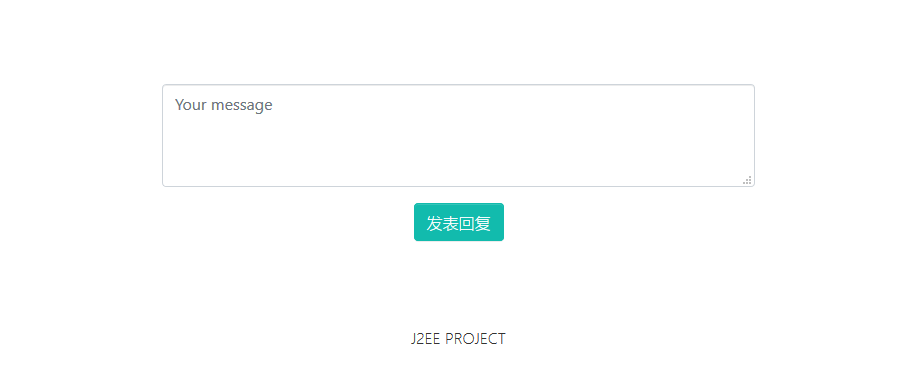 Your message
发表回复
J2EE PROJECT